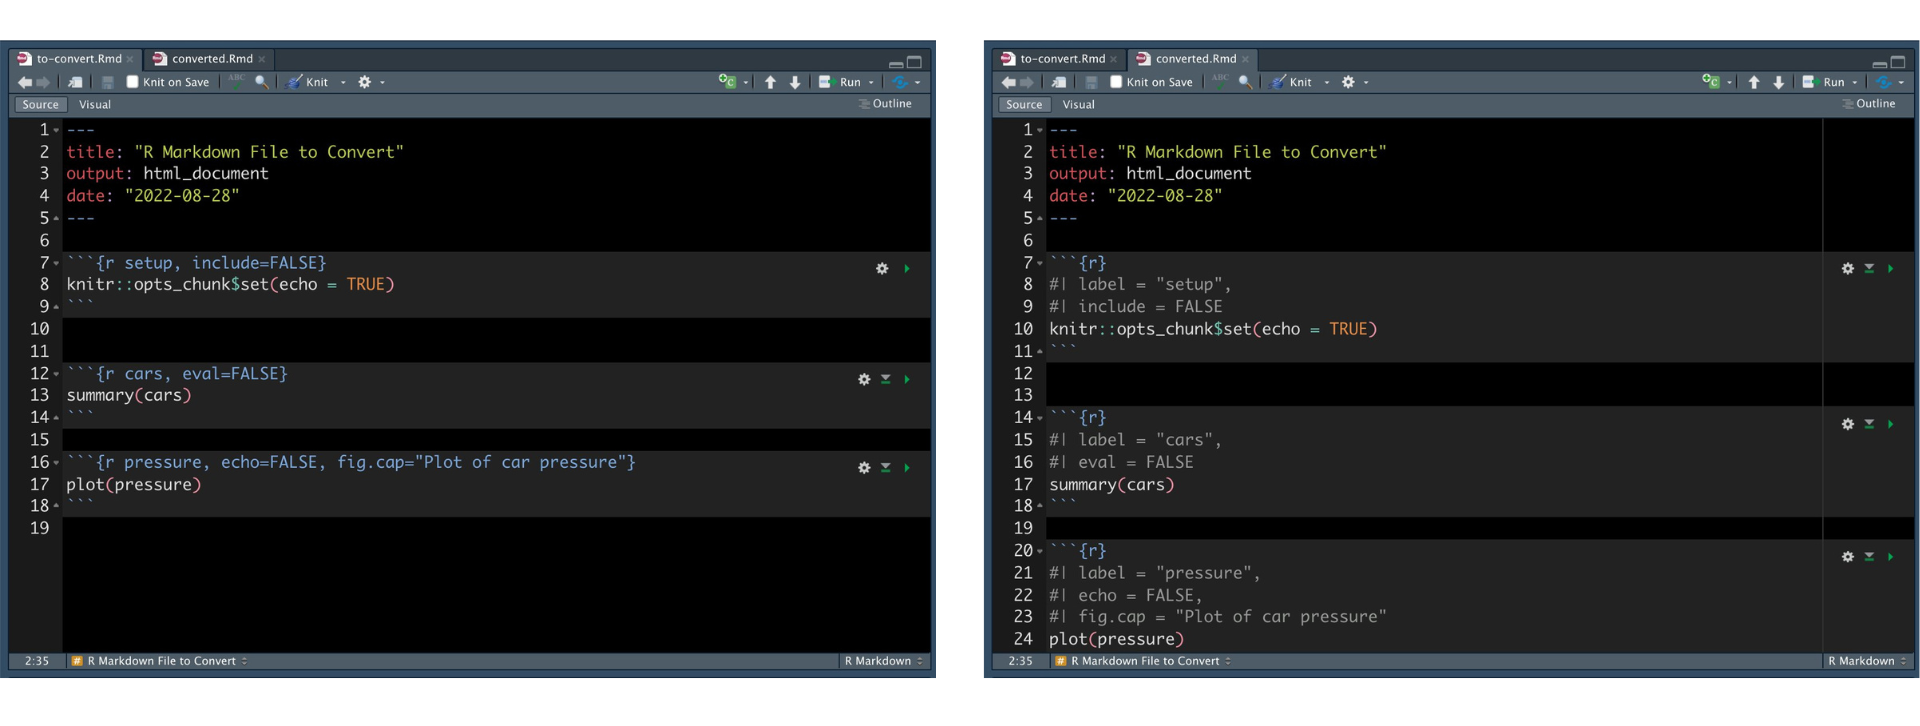 to-convert.Rmd × converted.Rmd ×
Knit on Save ABC Knit Run
Source Visual Outline
1 ---
2 title: "R Markdown File to Convert"
3 output: html_document
4 date: "2022-08-28"
5 ---
6
7 ```{r setup, include=FALSE}
8 knitr::opts_chunk$set(echo = TRUE)
9 ```
10
11
12 ```{r cars, eval=FALSE}
13 summary(cars)
14 ```
15
16 ```{r pressure, echo=FALSE, fig.cap="Plot of car pressure"}
17 plot(pressure)
18 ```
19
2:35 # R Markdown File to Convert R Markdown
to-convert.Rmd × converted.Rmd ×
Knit on Save ABC Knit Run
Source Visual Outline
1 ---
2 title: "R Markdown File to Convert"
3 output: html_document
4 date: "2022-08-28"
5 ---
6
7 ```{r}
8 #| label = "setup",
9 #| include = FALSE
10 knitr::opts_chunk$set(echo = TRUE)
11 ```
12
13
14 ```{r}
15 #| label = "cars",
16 #| eval = FALSE
17 summary(cars)
18 ```
19
20 ```{r}
21 #| label = "pressure",
22 #| echo = FALSE,
23 #| fig.cap = "Plot of car pressure"
24 plot(pressure)
2:35 # R Markdown File to Convert R Markdown